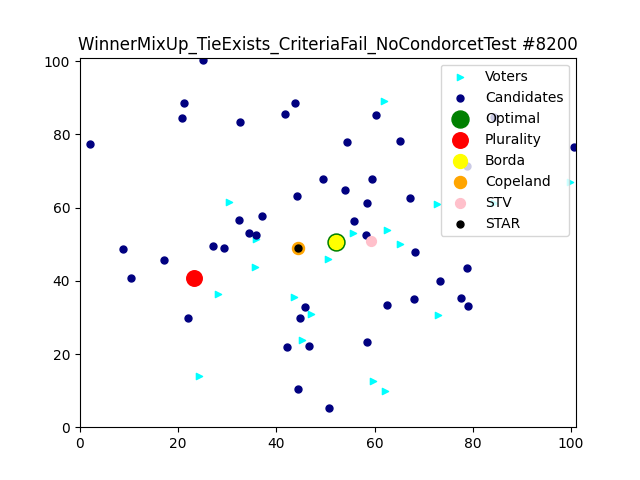 WinnerMixUp_TieExists_CriteriaFail_NoCondorcetTest #8200
Voters
Candidates
Optimal
Plurality
Borda
Copeland
STV
STAR
100
80
60
40
20
0
0 20 40 60 80 100